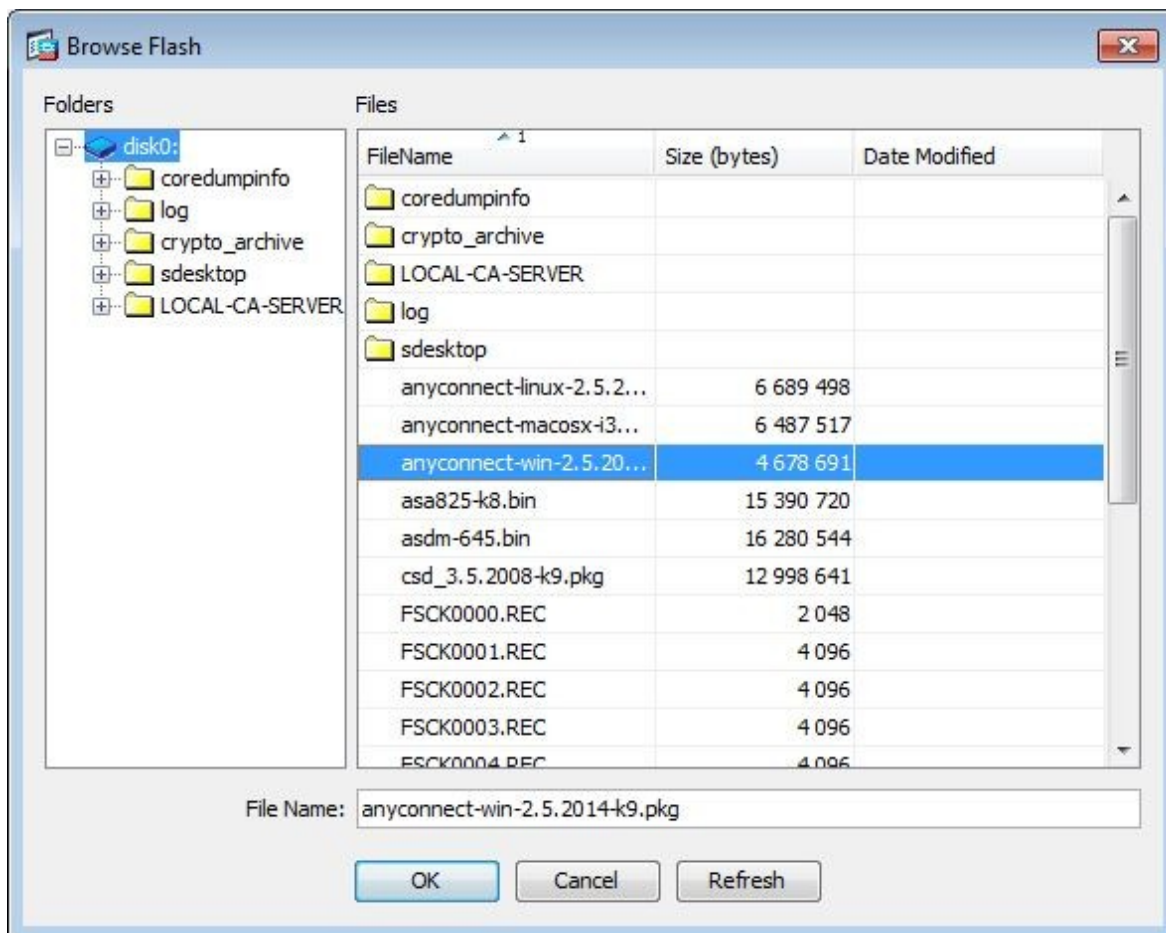 Browse Flash
Folders Files
disk0:
coredumpinfo
log
crypto_archive
sdesktop
LOCAL-CA-SERVER
1
FileName Size (bytes) Date Modified
coredumpinfo
crypto_archive
LOCAL-CA-SERVER
log
sdesktop
anyconnect-linux-2.5.2... 6 689 498
anyconnect-macosx-i3... 6 487 517
anyconnect-win-2.5.20... 4 678 691
asa825-k8.bin 15 390 720
asdm-645.bin 16 280 544
csd_3.5.2008-k9.pkg 12 998 641
FSCK0000.REC 2 048
FSCK0001.REC 4 096
FSCK0002.REC 4 096
FSCK0003.REC 4 096
FSCK0004.REC 4 096
File Name: anyconnect-win-2.5.2014-k9.pkg
OK Cancel Refresh